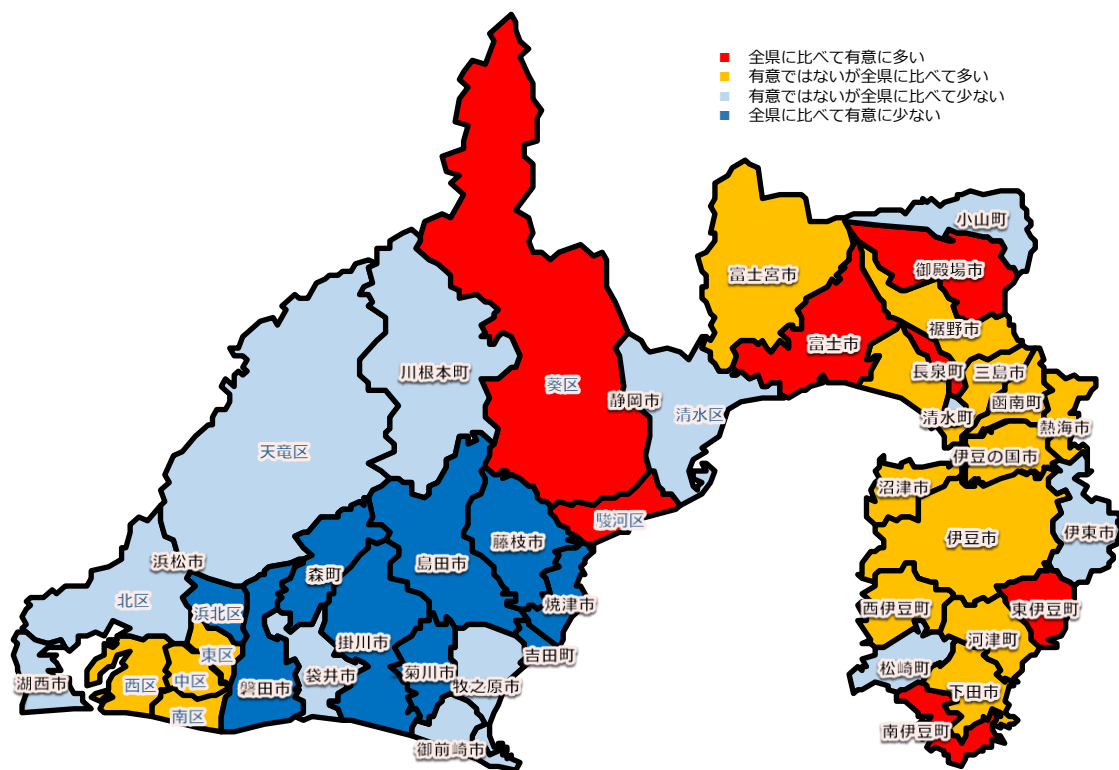 全県に比べて有意に多い
有意ではないが全県に比べて多い
有意ではないが全県に比べて少ない
全県に比べて有意に少ない
小山町
御殿場市
富士宮市
裾野市
富士市
長泉町
三島市
川根本町
葵区
静岡市
清水区
清水町
函南町
熱海市
天竜区
伊豆の国市
沼津市
駿河区
伊東市
藤枝市
伊豆市
浜松市
島田市
森町
北区
浜北区
焼津市
西伊豆町
東伊豆町
掛川市
河津町
東区
吉田町
湖西市
西区
中区
磐田市
袋井市
菊川市
牧之原市
松崎町
下田市
南区
御前崎市
南伊豆町